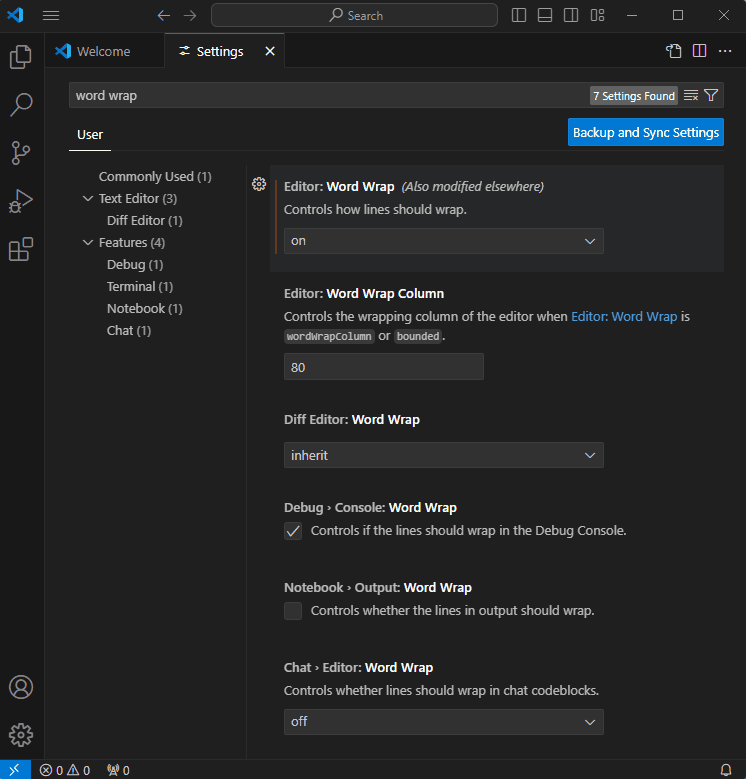 Search
Welcome
Settings
word wrap
7 Settings Found
User
Backup and Sync Settings
Commonly Used (1)
Text Editor (3)
Diff Editor (1)
Features (4)
Debug (1)
Terminal (1)
Notebook (1)
Chat (1)
Editor: Word Wrap (Also modified elsewhere)
Controls how lines should wrap.
on
Editor: Word Wrap Column
Controls the wrapping column of the editor when Editor: Word Wrap is
wordWrapColumn or bounded.
80
Diff Editor: Word Wrap
inherit
Debug › Console: Word Wrap
Controls if the lines should wrap in the Debug Console.
Notebook › Output: Word Wrap
Controls whether the lines in output should wrap.
Chat › Editor: Word Wrap
Controls whether lines should wrap in chat codeblocks.
off
0 0 0